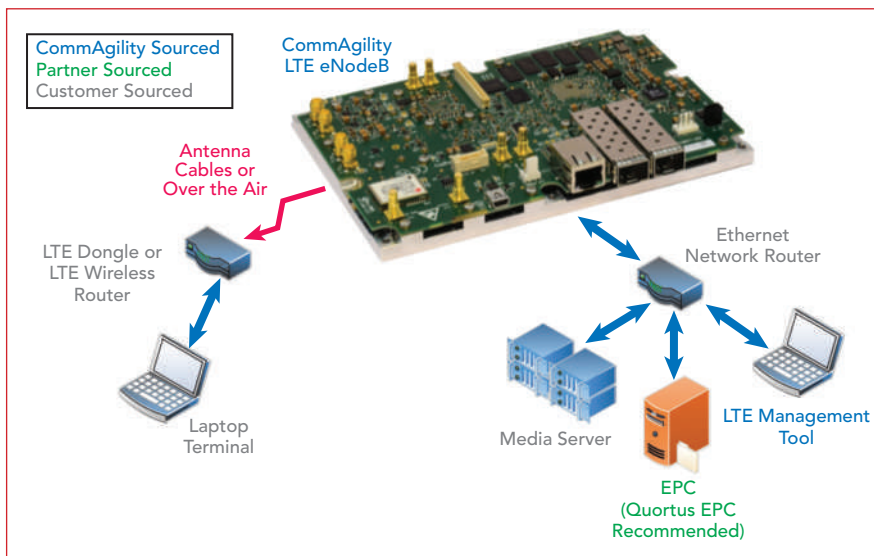 CommAgility Sourced
Partner Sourced
Customer Sourced
CommAgility
LTE eNodeB
Antenna
Cables or
Over the Air
LTE Dongle or
LTE Wireless
Router
Laptop
Terminal
Ethernet
Network Router
Media Server
EPC
(Quortus EPC
Recommended)
LTE Management
Tool